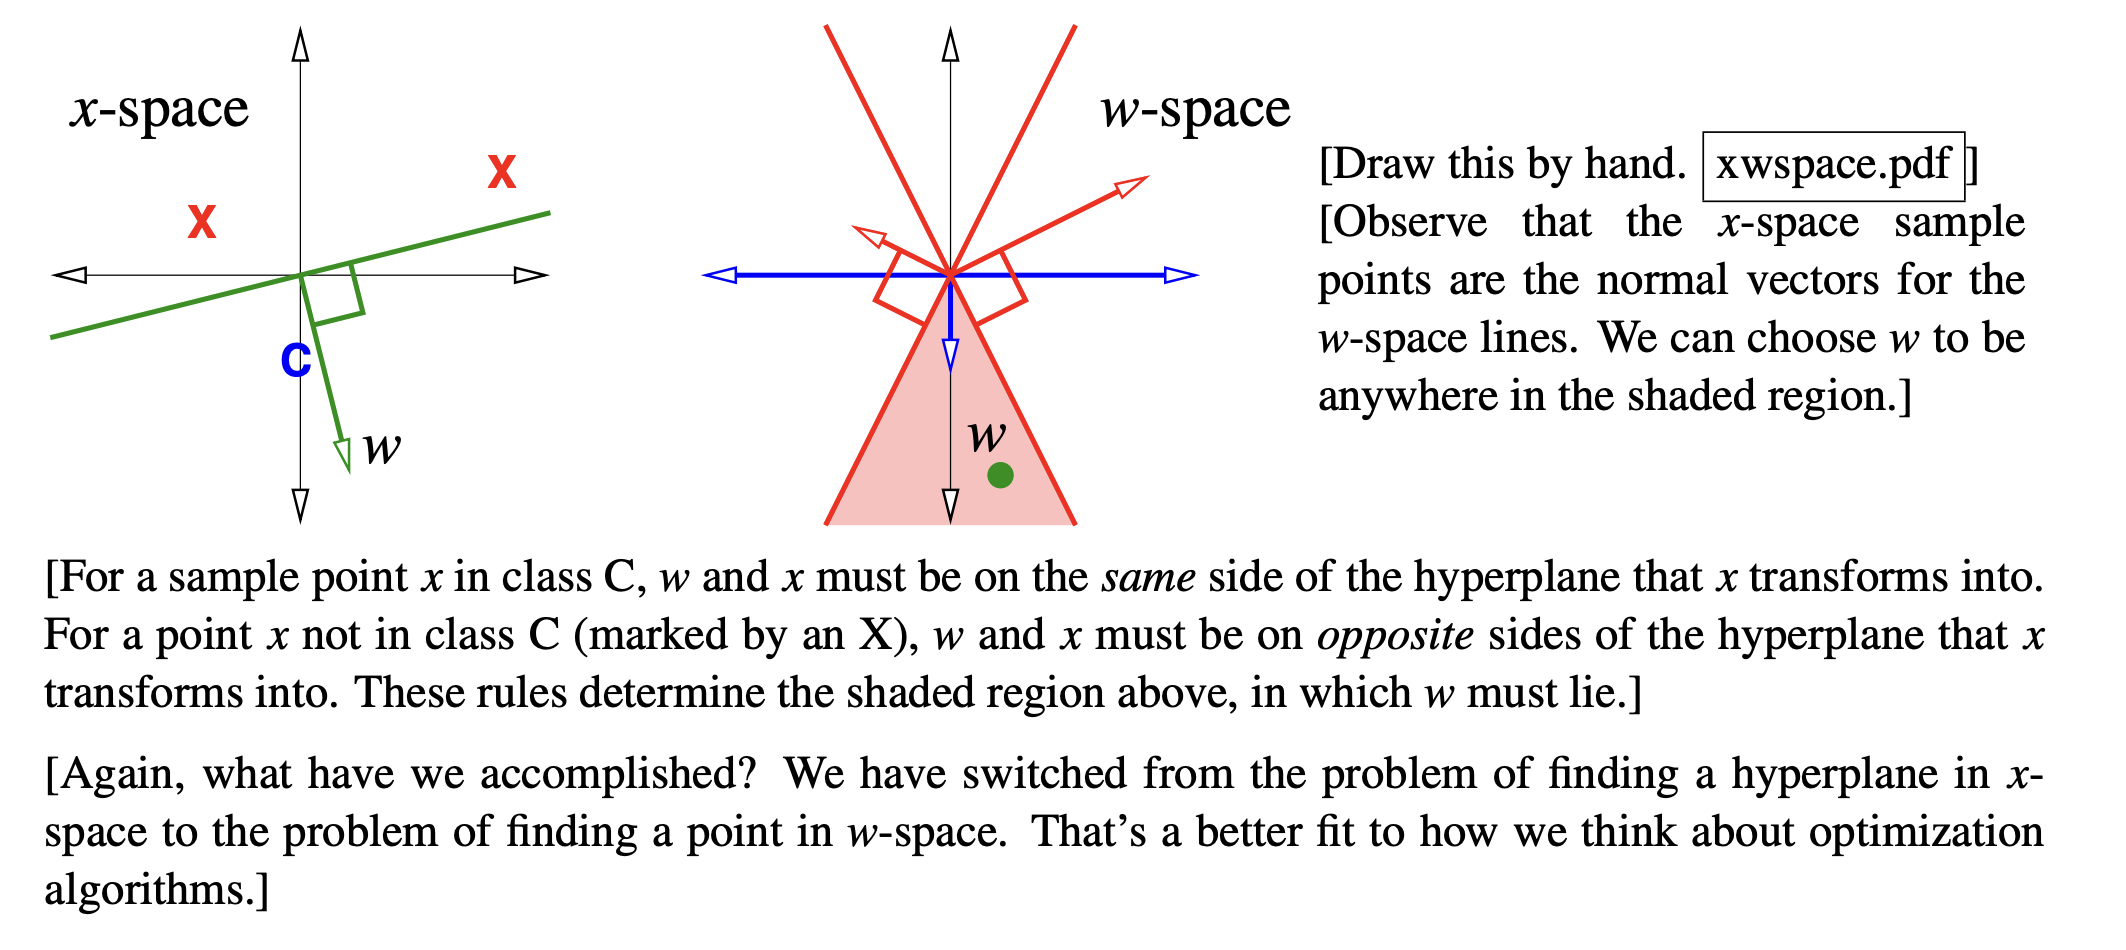 x-space
X
X
C
w
w-space
w
[Draw this by hand. xwspace.pdf ]
[Observe that the x-space sample
points are the normal vectors for the
w-space lines. We can choose w to be
anywhere in the shaded region.]
[For a sample point x in class C, w and x must be on the same side of the hyperplane that x transforms into.
For a point x not in class C (marked by an X), w and x must be on opposite sides of the hyperplane that x
transforms into. These rules determine the shaded region above, in which w must lie.]
[Again, what have we accomplished? We have switched from the problem of finding a hyperplane in x-
space to the problem of finding a point in w-space. That’s a better fit to how we think about optimization
algorithms.]